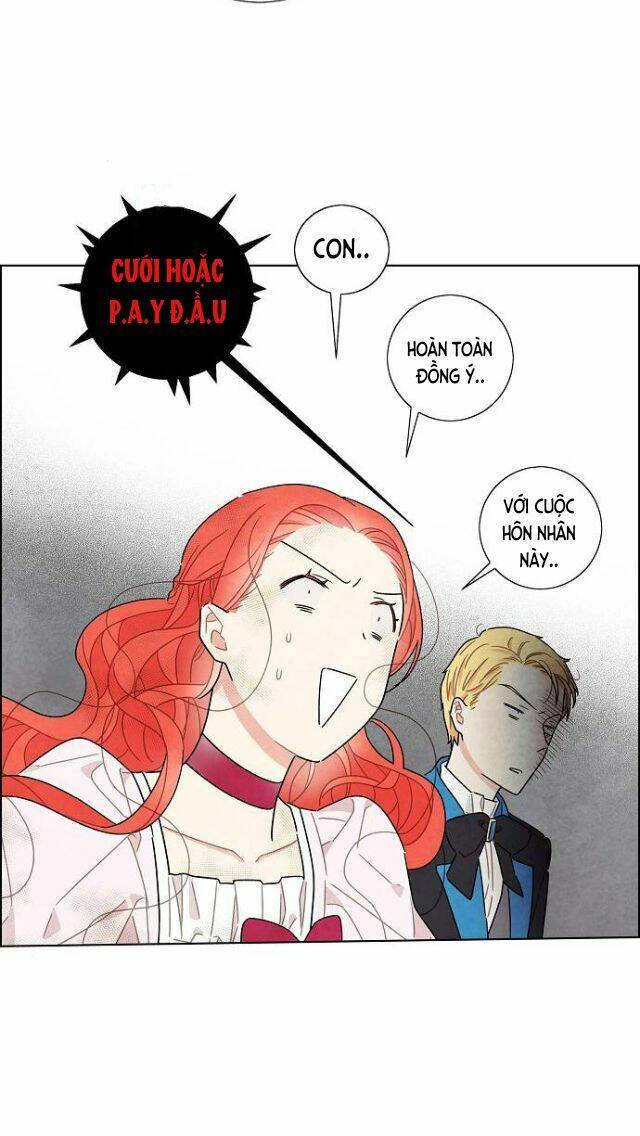 CƯỚI HOẶC
P.A.Y Đ.Ầ.U
CON..
HOÀN TOÀN
ĐỒNG Ý..
VỚI CUỘC
HÔN NHÂN
NÀY..